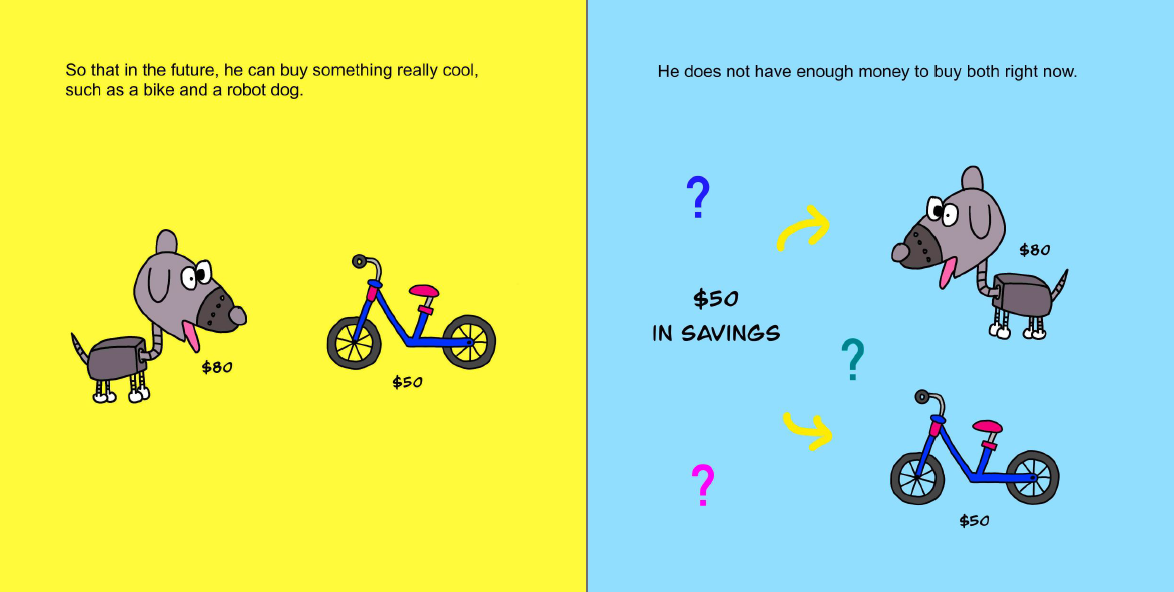 So that in the future, he can buy something really cool,
such as a bike and a robot dog.
$80
$50
He does not have enough money to buy both right now.
?
$80
$50
IN SAVINGS
?
?
$50